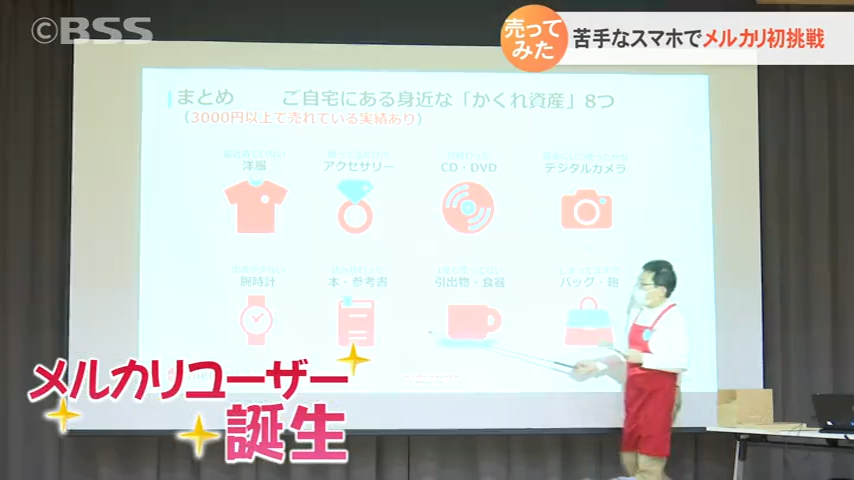 ©BSS
売って
みた
苦手なスマホでメルカリ初挑戦
まとめ ご自宅にある身近な「かくれ資産」8つ
(3000円以上で売れている実績あり)
洋服
アクセサリー
CD・DVD
デジタルカメラ
腕時計
本・参考書
引出物・食器
バッグ・鞄
メルカリユーザー
誕生